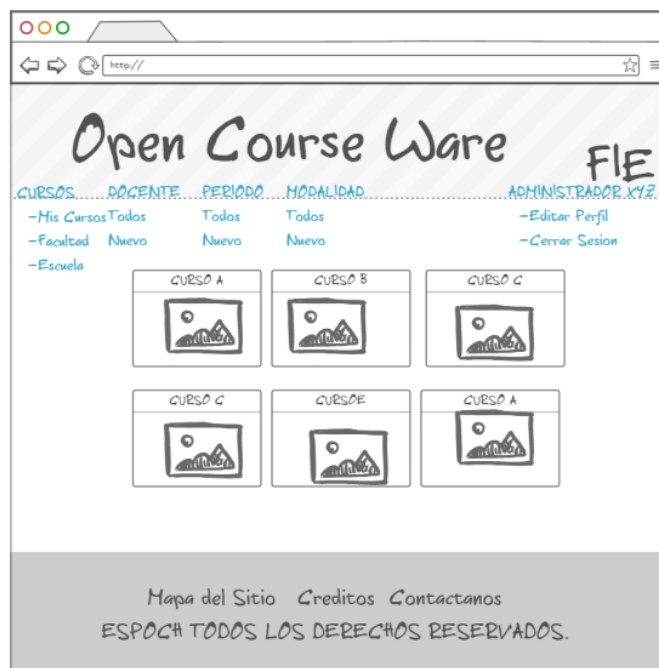 http://
Open Course Ware
FIE
CURSOS DOCENTE PERIODO MODALIDAD ADMINISTRADOR XYZ
-Mis Cursos Todos Todos Todos -Editar Perfil
-Facultad Nuevo Nuevo Nuevo -Cerrar Sesion
-Escuela
CURSO A CURSO B CURSO C
CURSO C CURSOE CURSO A
Mapa del Sitio Creditos Contactanos
ESPOCH TODOS LOS DERECHOS RESERVADOS.